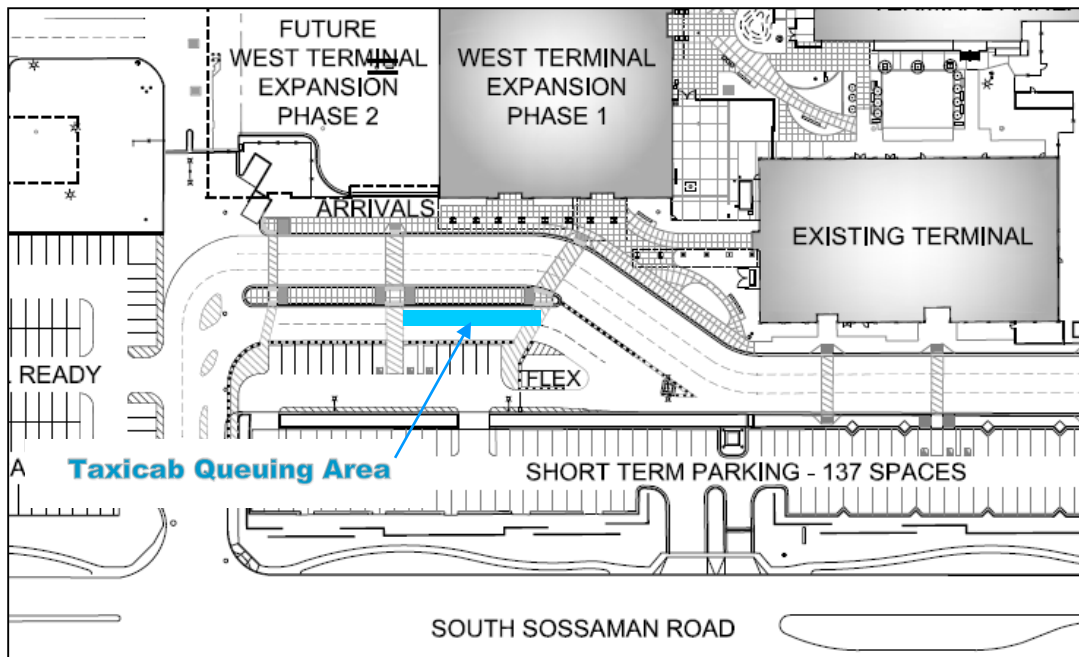 FUTURE
WEST TERMINAL
EXPANSION
PHASE 2
WEST TERMINAL
EXPANSION
PHASE 1
ARRIVALS
EXISTING TERMINAL
READY
FLEX
Taxicab Queuing Area
SHORT TERM PARKING - 137 SPACES
SOUTH SOSSAMAN ROAD